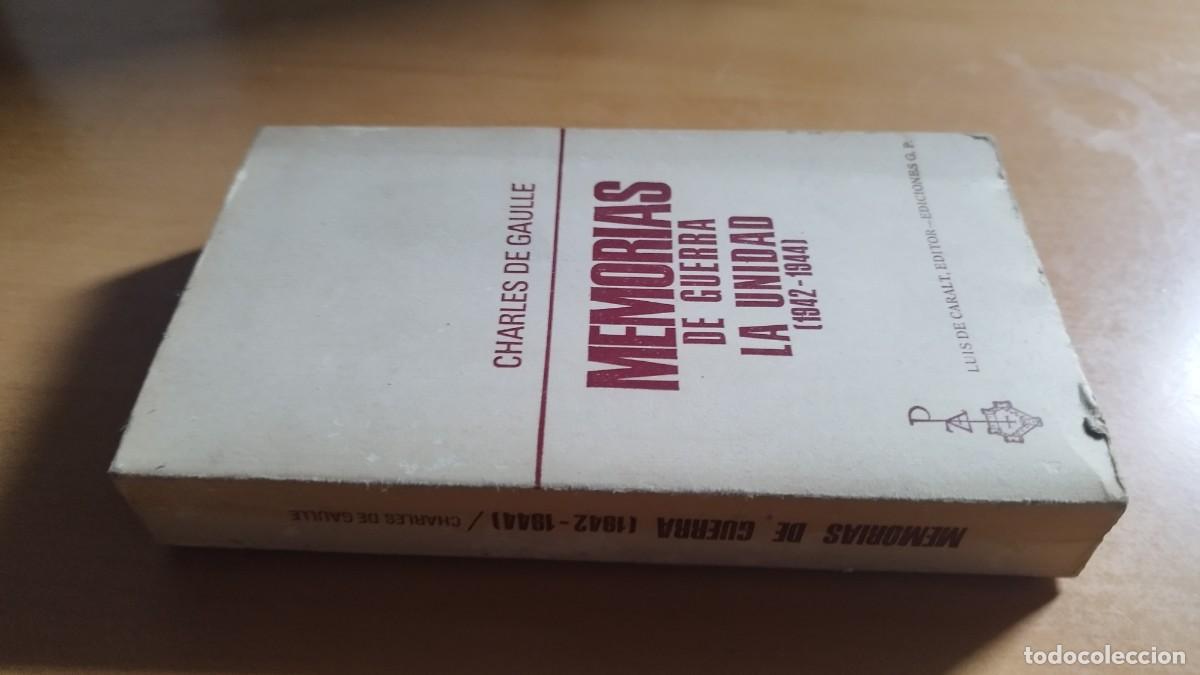 CHARLES DE GAULLE
MEMORIAS
DE GUERRA
LA UNIDAD
(1942-1944)
LUIS DE CARALT, EDITOR - EDICIONES G. P.
MEMORIAS DE GUERRA (1942-1944) / CHARLES DE GAULLE
todocoleccion